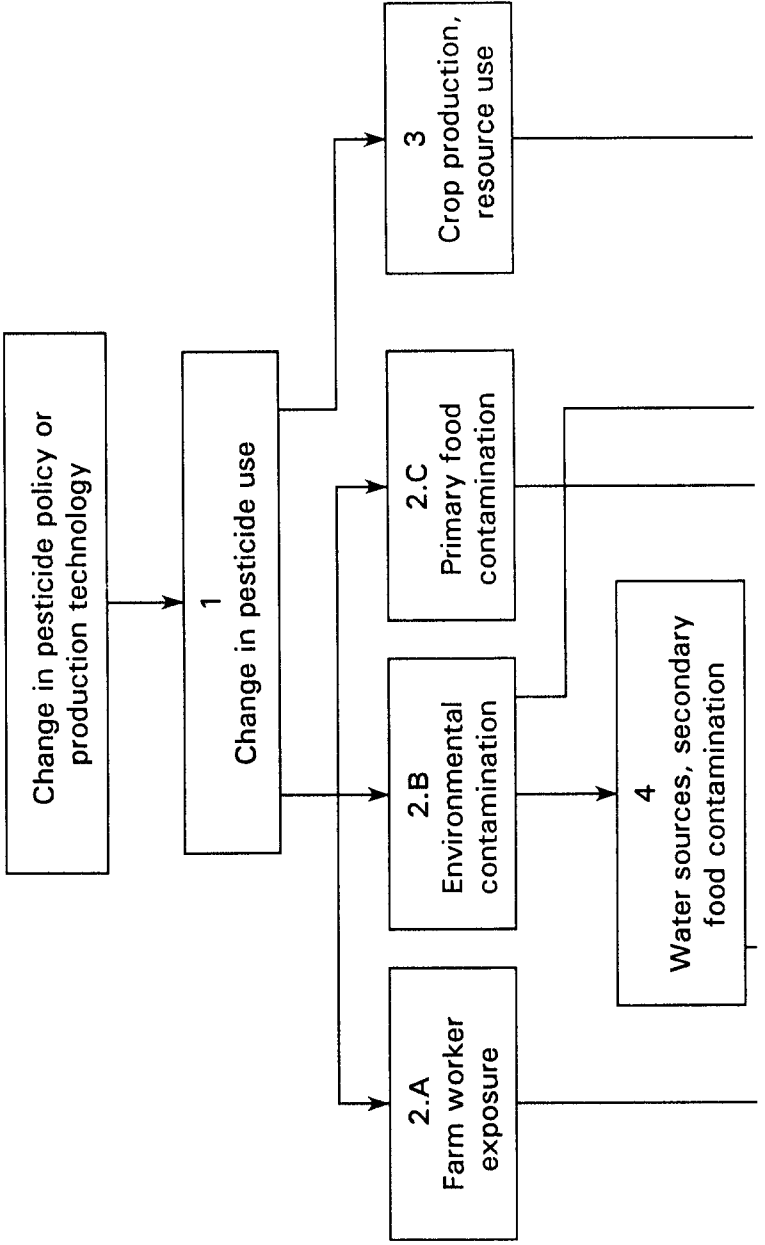 Change in pesticide policy or
production technology
1
Change in pesticide use
2.A
Farm worker
exposure
2.B
Environmental
contamination
2.C
Primary food
contamination
3
Crop production,
resource use
4
Water sources, secondary
food contamination